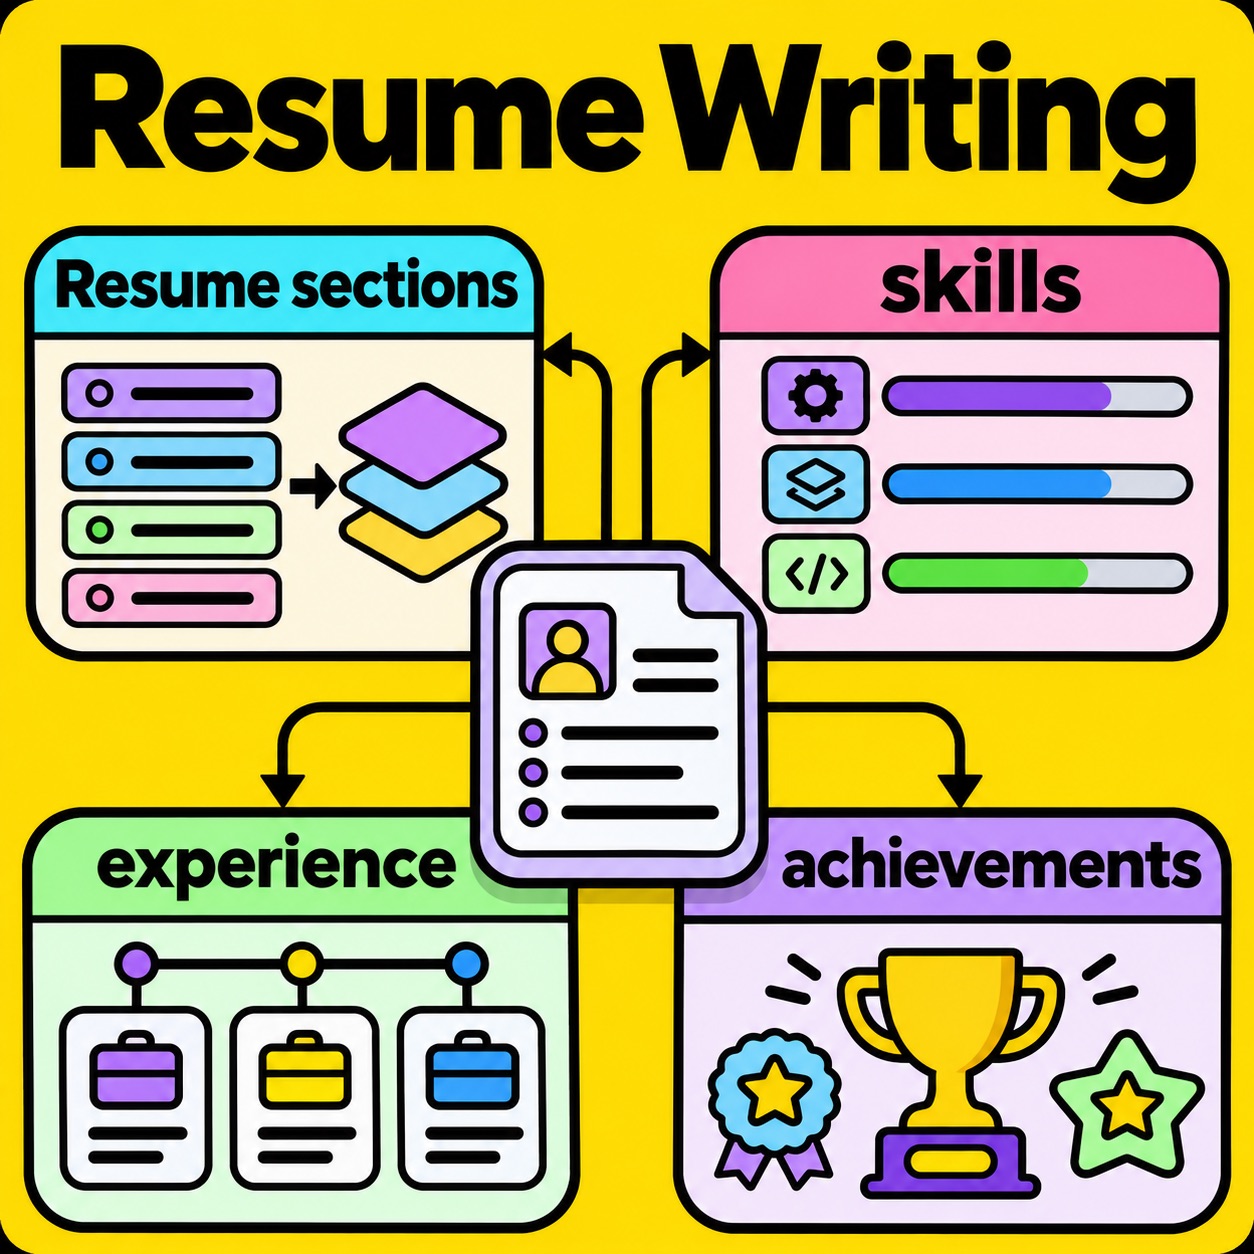 Resume Writing
Resume sections
skills
experience
achievements